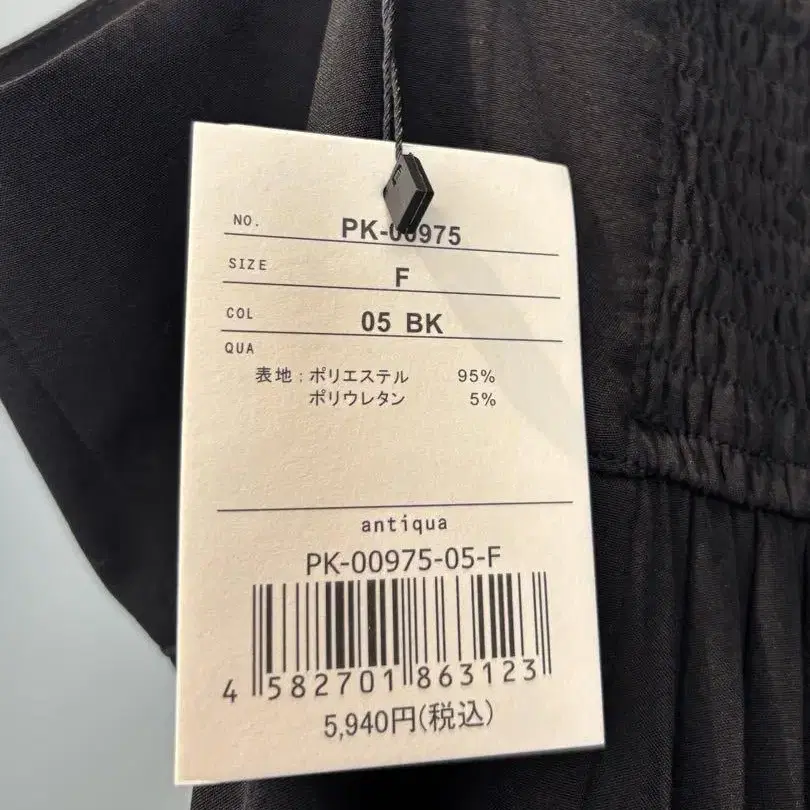 NO. PK-00975
SIZE F
COL 05 BK
QUA
表地:ポリエステル 95%
ポリウレタン 5%
antiqua
PK-00975-05-F
4 582701 863123
5,940円(税込)